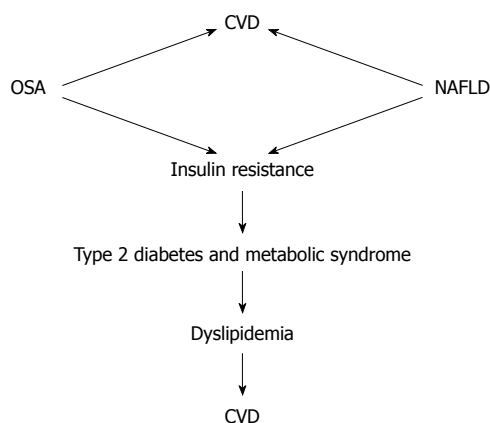 CVD
OSA
NAFLD
Insulin resistance
Type 2 diabetes and metabolic syndrome
Dyslipidemia
CVD